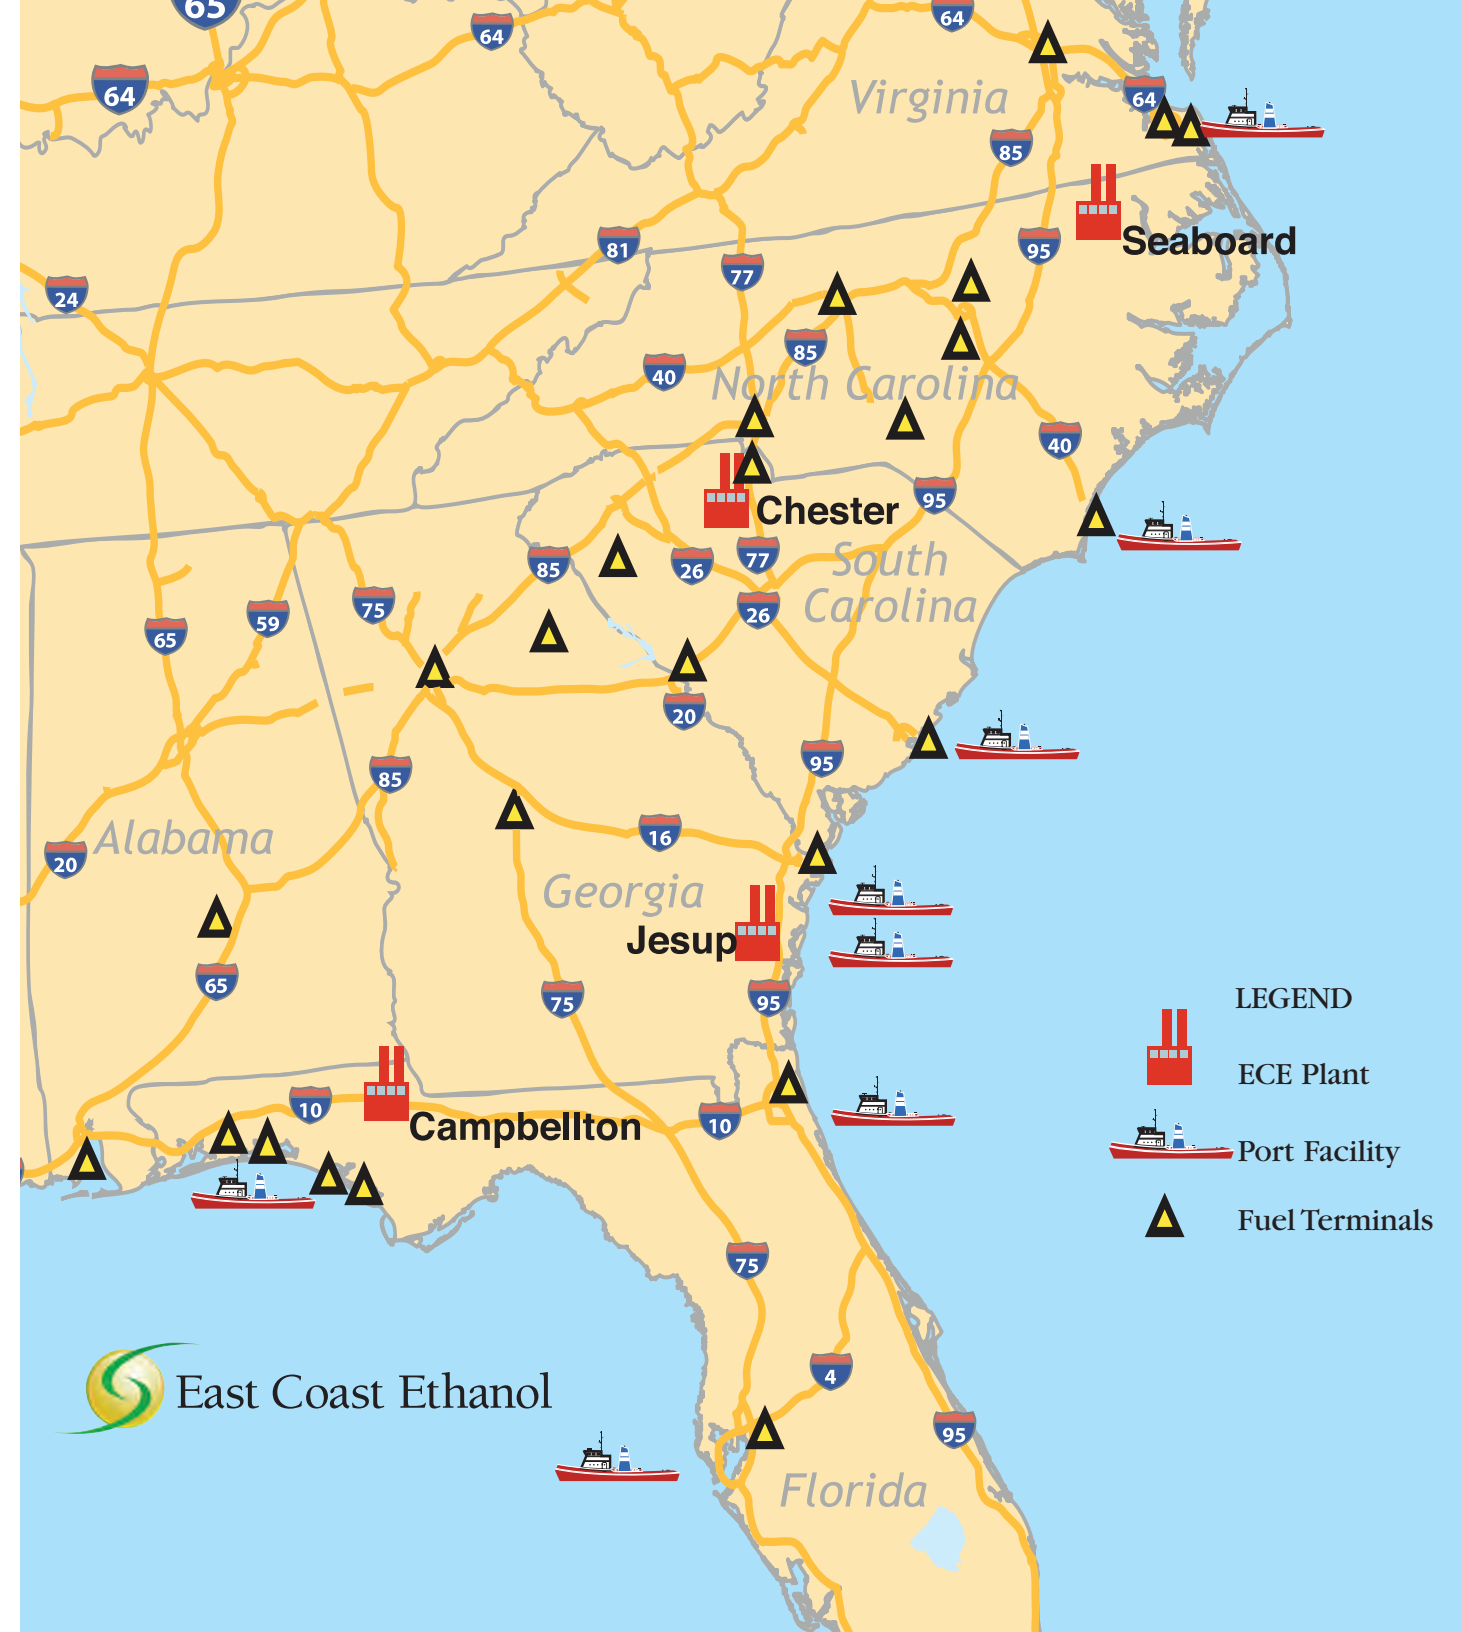 65
64
64
64
Virginia
64
85
81
77
95
Seaboard
24
85
40
North Carolina
40
95
Chester
85
26
77
South
Carolina
26
75
59
65
20
95
85
16
Alabama
20
Georgia
Jesup
65
75
95
LEGEND
ECE Plant
10
Campbellton
10
Port Facility
Fuel Terminals
75
4
East Coast Ethanol
95
Florida